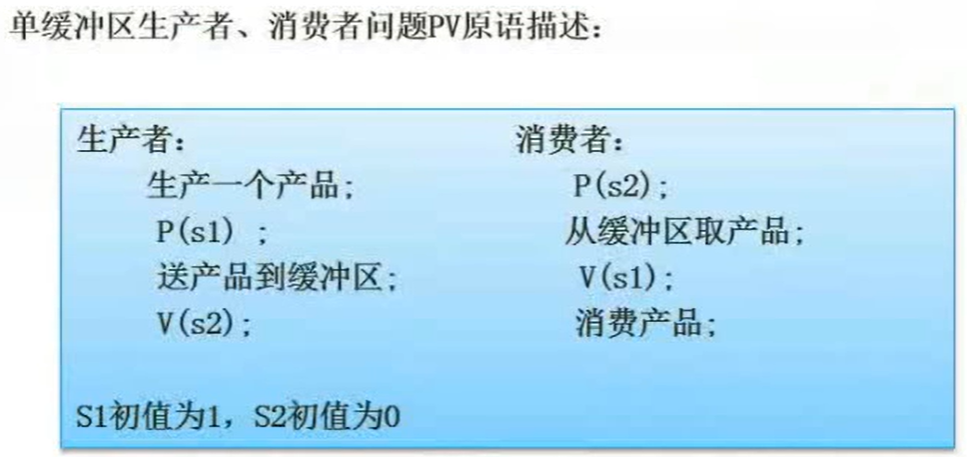 单缓冲区生产者、消费者问题PV原语描述：
生产者：
生产一个产品;
P(s1) ;
送产品到缓冲区;
V(s2);
消费者：
P(s2);
从缓冲区取产品;
V(s1);
消费产品;
S1初值为1，S2初值为0